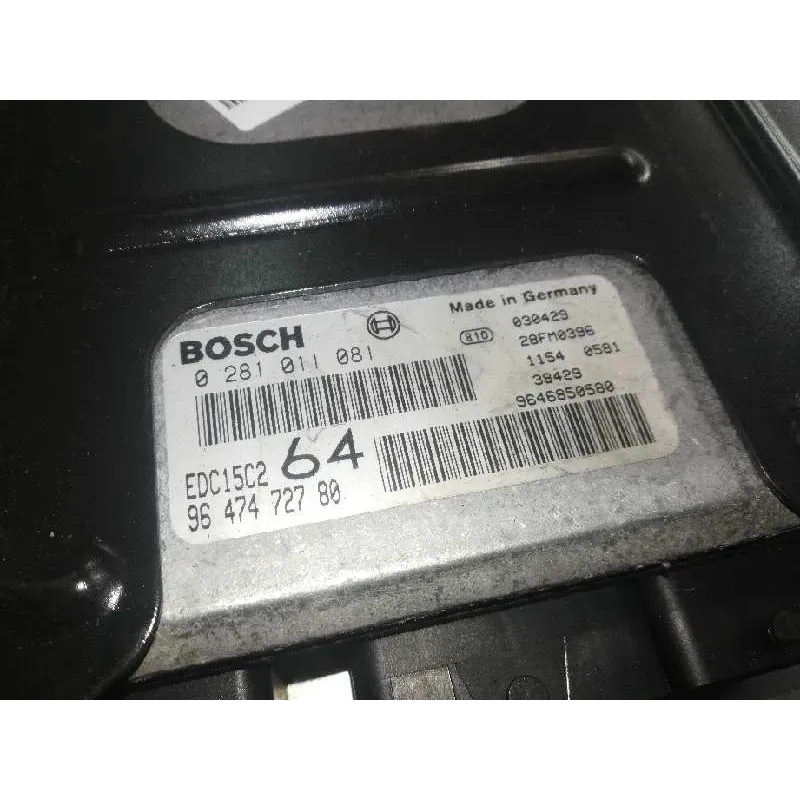 BOSCH
0 281 011 081
EDC15C2 64
96 474 727 80
Made in Germany
810 030429
28FM0396
1154 0581
38429
9646850580